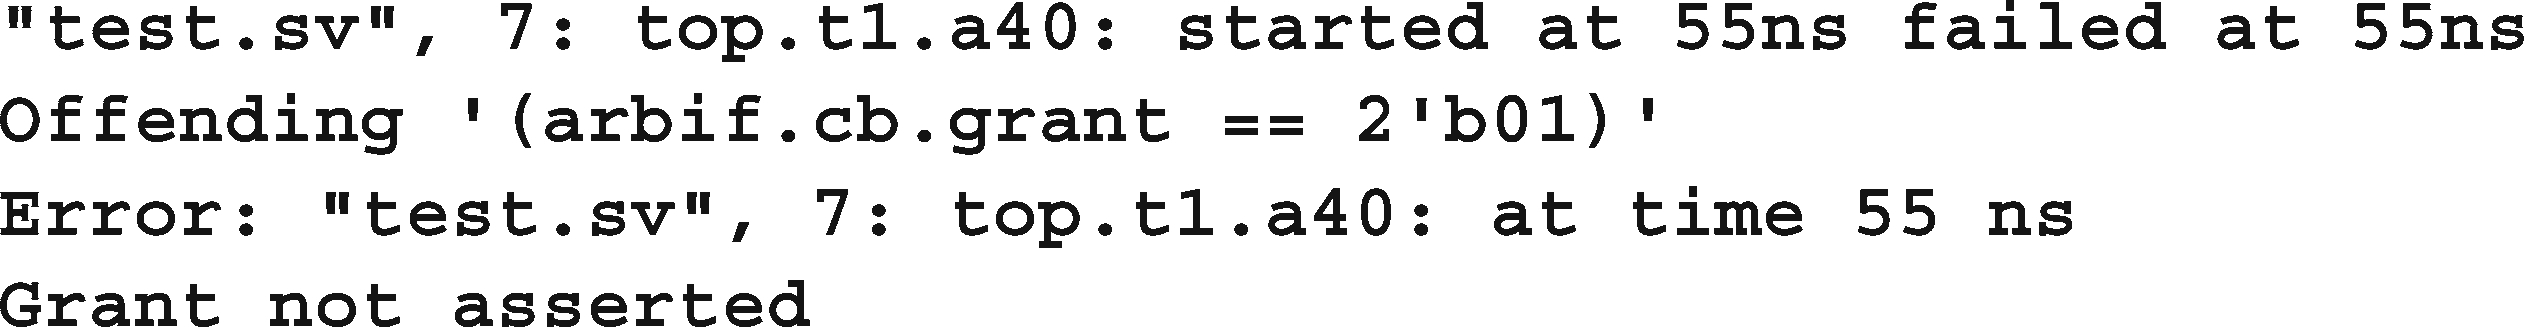 "test.sv", 7: top.t1.a40: started at 55ns failed at 55ns
Offending '(arbif.cb.grant == 2'b01)'
Error: "test.sv", 7: top.t1.a40: at time 55 ns
Grant not asserted